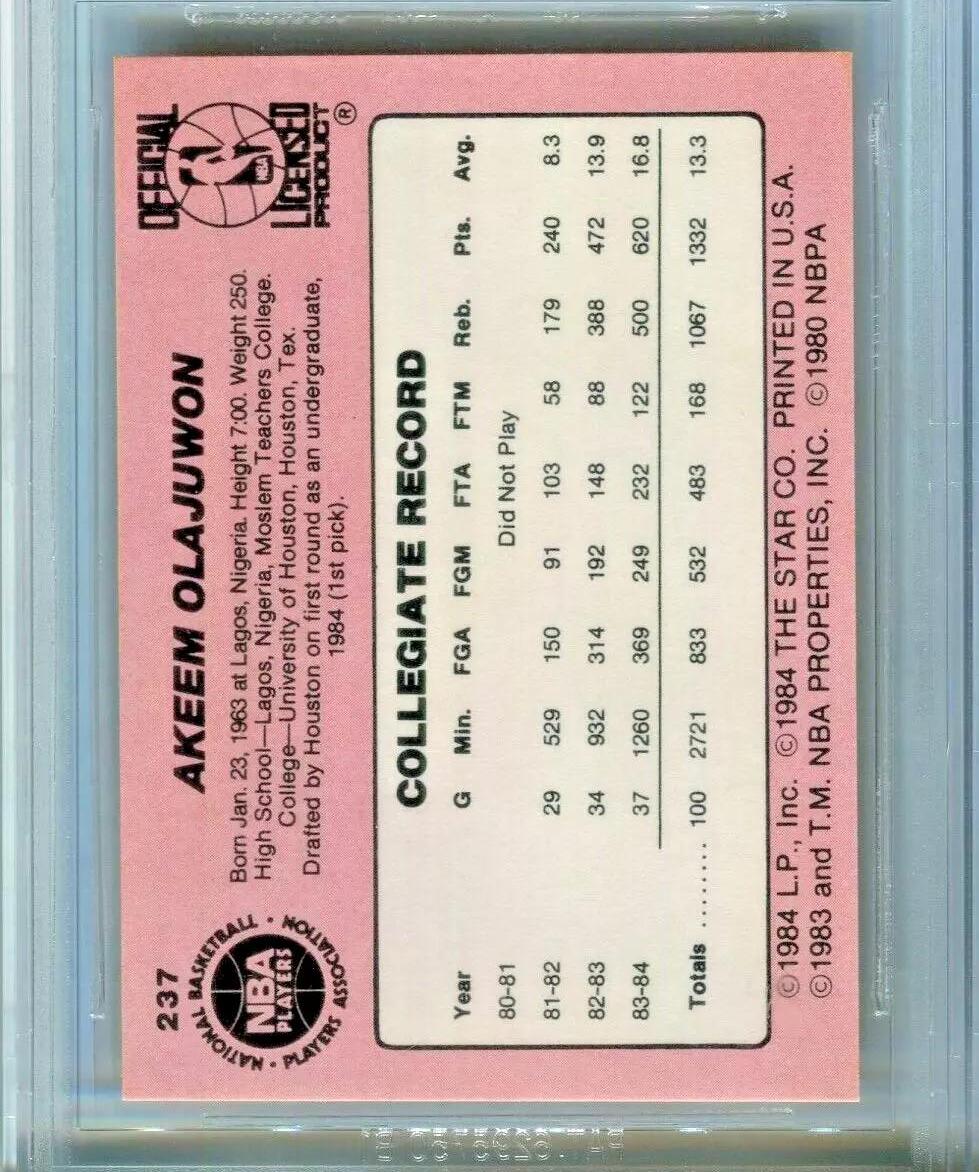 237
NATIONAL BASKETBALL
NBA
PLAYERS
PLAYERS ASSOCIATION
AKEEM OLAJUWON
Born Jan. 23, 1963 at Lagos, Nigeria. Height 7:00. Weight 250.
High School—Lagos, Nigeria, Moslem Teachers College.
College—University of Houston, Houston, Tex.
Drafted by Houston on first round as an undergraduate,
1984 (1st pick).
OFFICIAL
NBA
LICENSED
PRODUCT ®
COLLEGIATE RECORD
Year G Min. FGA FGM FTA FTM Reb. Pts. Avg.
80-81 Did Not Play
81-82 29 529 150 91 103 58 179 240 8.3
82-83 34 932 314 192 148 88 388 472 13.9
83-84 37 1260 369 249 232 122 500 620 16.8
Totals ........ 100 2721 833 532 483 168 1067 1332 13.3
©1984 L.P., Inc. ©1984 THE STAR CO. PRINTED IN U.S.A.
©1983 and T.M. NBA PROPERTIES, INC. ©1980 NBPA